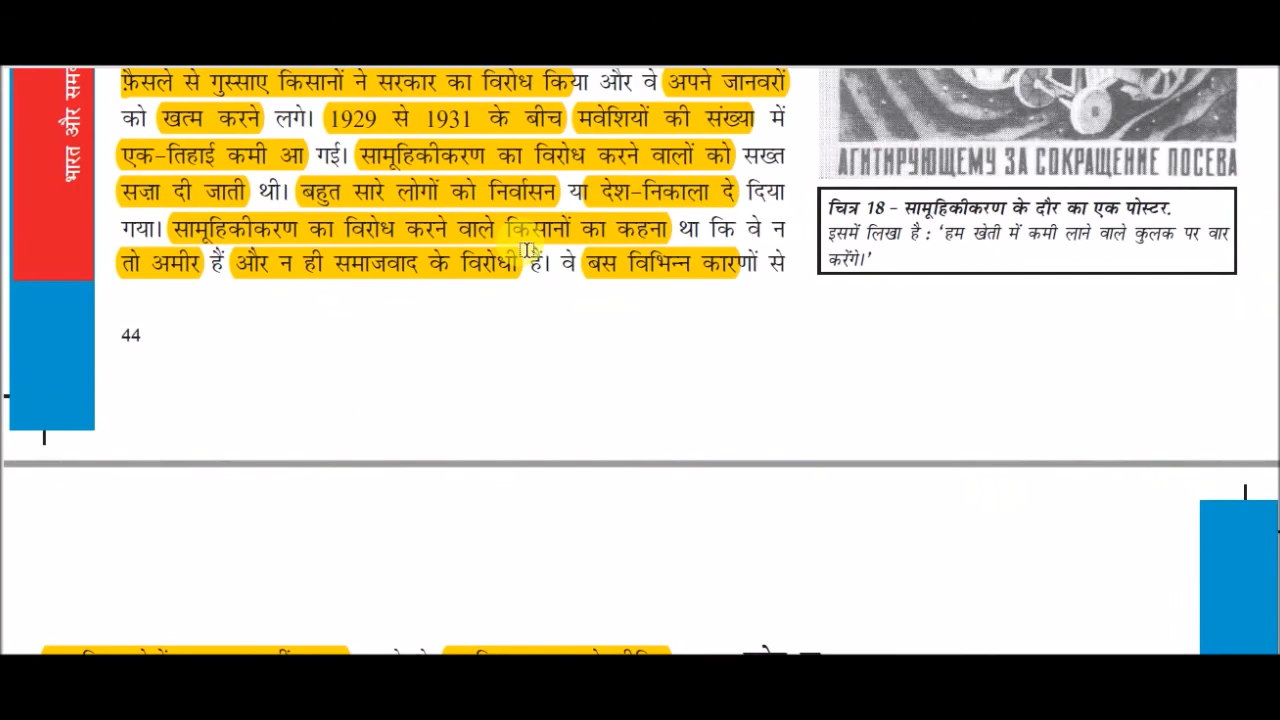 भारत और
फ़ैसले से गुस्साए किसानों ने सरकार का विरोध किया और वे अपने जानवरों
को खत्म करने लगे। 1929 से 1931 के बीच मवेशियों की संख्या में
एक-तिहाई कमी आ गई। सामूहिकीकरण का विरोध करने वालों को सख्त
सज़ा दी जाती थी। बहुत सारे लोगों को निर्वासन या देश-निकाला दे दिया
गया। सामूहिकीकरण का विरोध करने वाले किसानों का कहना था कि वे न
तो अमीर हैं और न ही समाजवाद के विरोधी हैं। वे बस विभिन्न कारणों से
44
АГИТИРУЮЩЕМУ ЗА СОКРАЩЕНИЕ ПОСЕВА
चित्र 18 – सामूहिकीकरण के दौर का एक पोस्टर.
इसमें लिखा है : ‘हम खेती में कमी लाने वाले कुलक पर वार
करेंगे।’